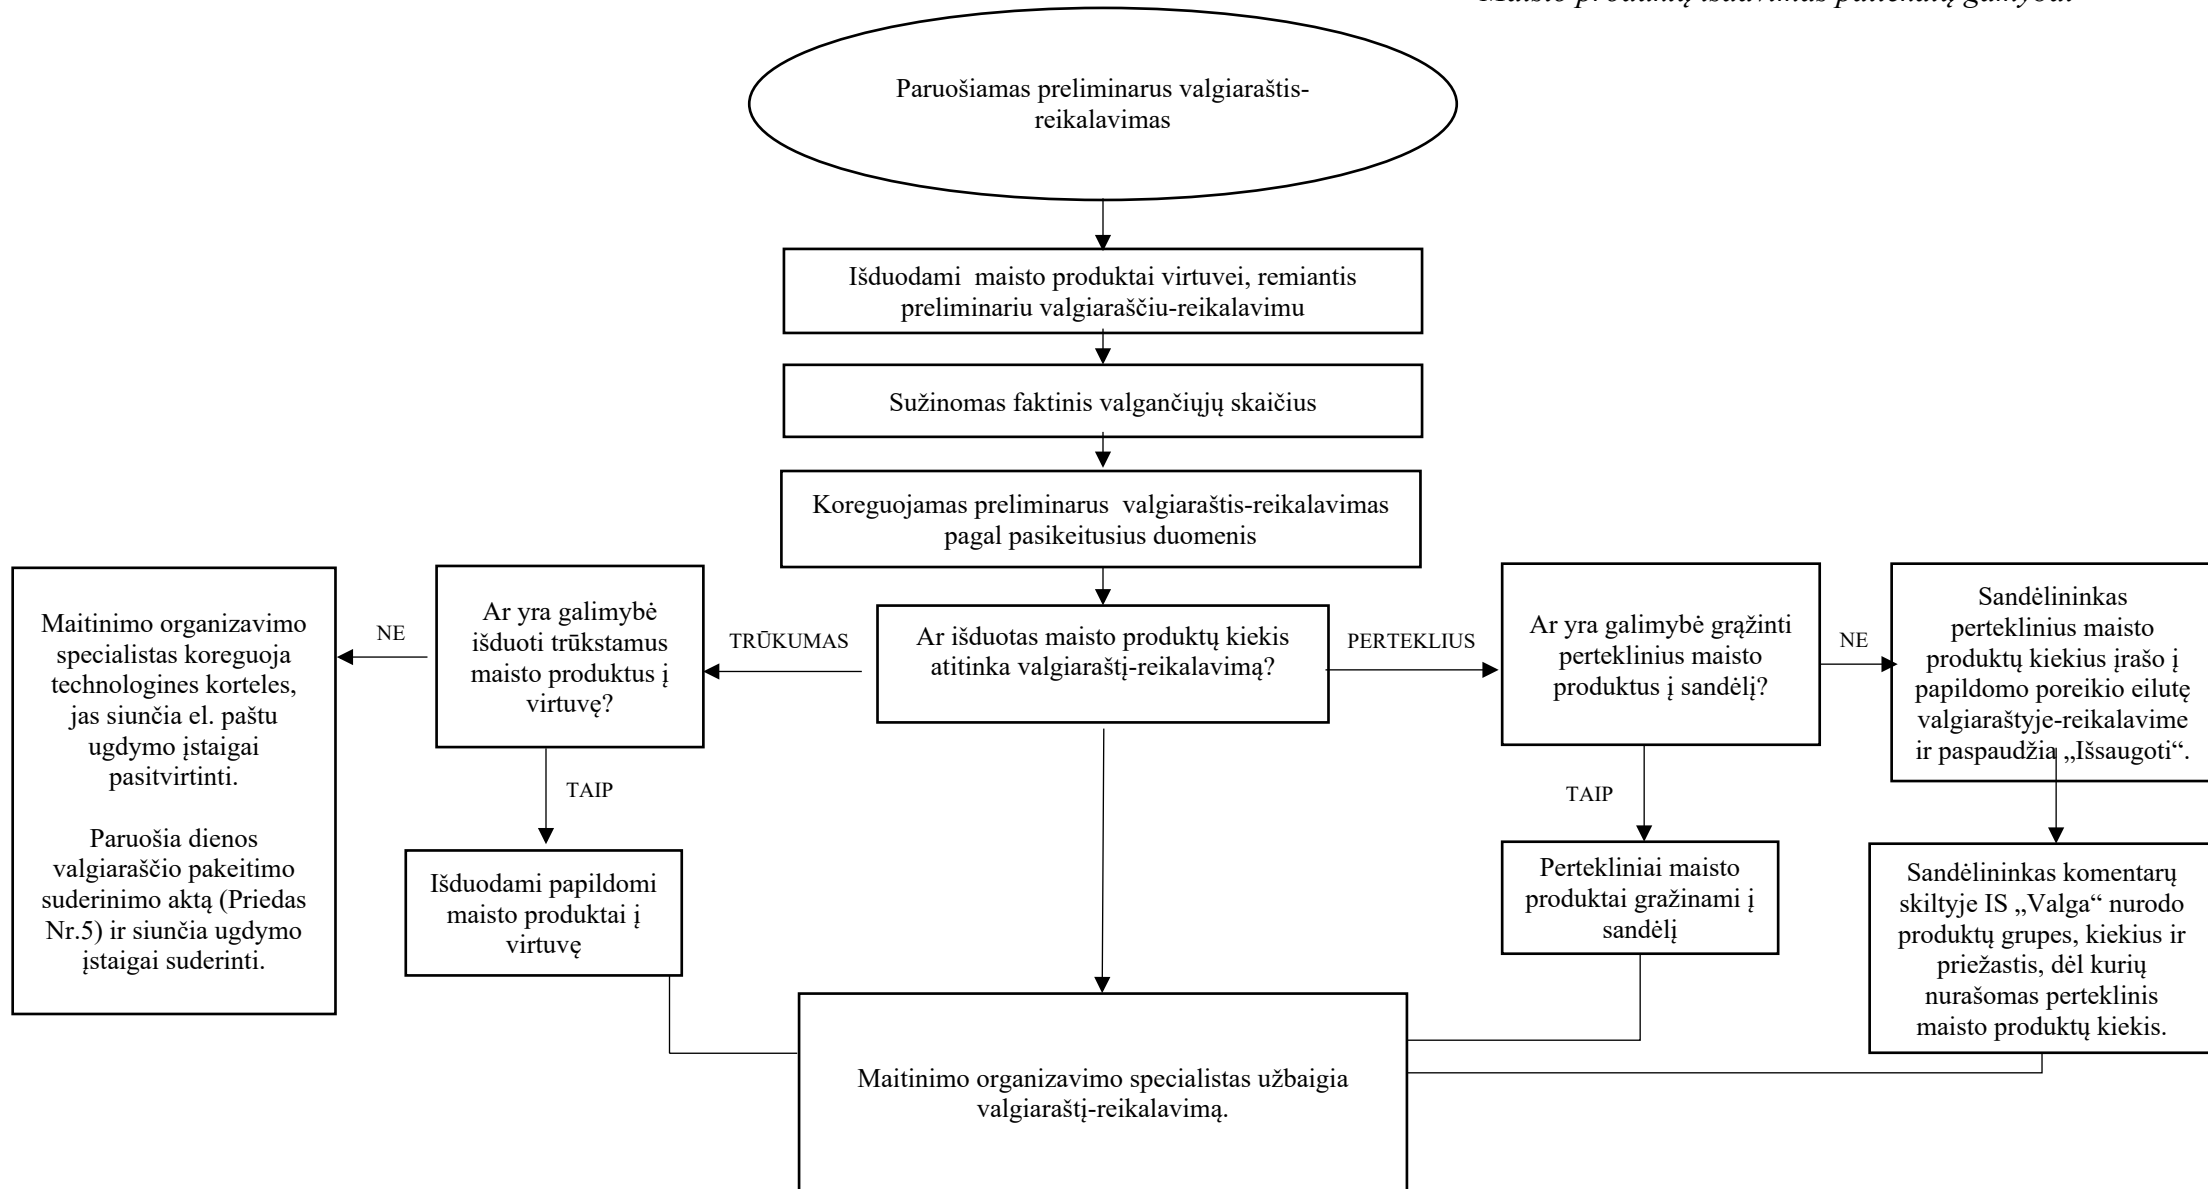 Paruošiamas preliminarus valgiaraštis-
reikalavimas
Išduodami maisto produktai virtuvei, remiantis
preliminariu valgiaraščiu-reikalavimu
Sužinomas faktinis valgančiųjų skaičius
Koreguojamas preliminarus valgiaraštis-reikalavimas
pagal pasikeitusius duomenis
Maitinimo organizavimo
specialistas koreguoja
technologines korteles,
jas siunčia el. paštu
ugdymo įstaigai
pasitvirtinti.
Paruošia dienos
valgiaraščio pakeitimo
suderinimo aktą (Priedas
Nr.5) ir siunčia ugdymo
įstaigai suderinti.
NE
Ar yra galimybė
išduoti trūkstamus
maisto produktus į
virtuvę?
TRŪKUMAS
Ar išduotas maisto produktų kiekis
atitinka valgiaraštį-reikalavimą?
PERTEKLIUS
Ar yra galimybė grąžinti
perteklinius maisto
produktus į sandėlį?
NE
Sandėlininkas
perteklinius maisto
produktų kiekius įrašo į
papildomo poreikio eilutę
valgiaraštyje-reikalavime
ir paspaudžia „Išsaugoti“.
TAIP
TAIP
Išduodami papildomi
maisto produktai į
virtuvę
Pertekliniai maisto
produktai gražinami į
sandėlį
Sandėlininkas komentarų
skiltyje IS „Valga“ nurodo
produktų grupes, kiekius ir
priežastis, dėl kurių
nurašomas perteklinis
maisto produktų kiekis.
Maitinimo organizavimo specialistas užbaigia
valgiaraštį-reikalavimą.